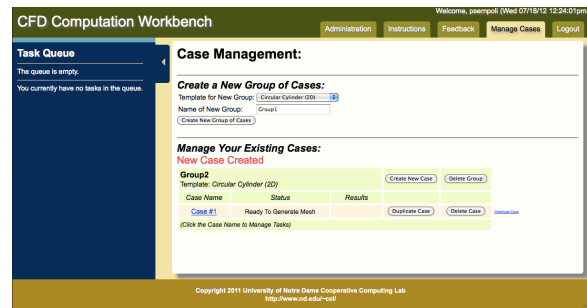 Welcome, psempoli (Wed 07/18/12 12:24:01pm
CFD Computation Workbench
Administration
Instructions
Feedback
Manage Cases
Logout
Task Queue
The queue is empty.
You currently have no tasks in the queue.
Case Management:
Create a New Group of Cases:
Template for New Group: Circular Cylinder (2D)
Name of New Group: Group1
Create New Group of Cases
Manage Your Existing Cases:
New Case Created
Group2
Template: Circular Cylinder (2D)
Create New Case
Delete Group
Case Name Status Results
Case #1 Ready To Generate Mesh Duplicate Case Delete Case Download Case
(Click the Case Name to Manage Tasks)
Copyright 2011 University of Notre Dame Cooperative Computing Lab
http://www.nd.edu/~ccl/